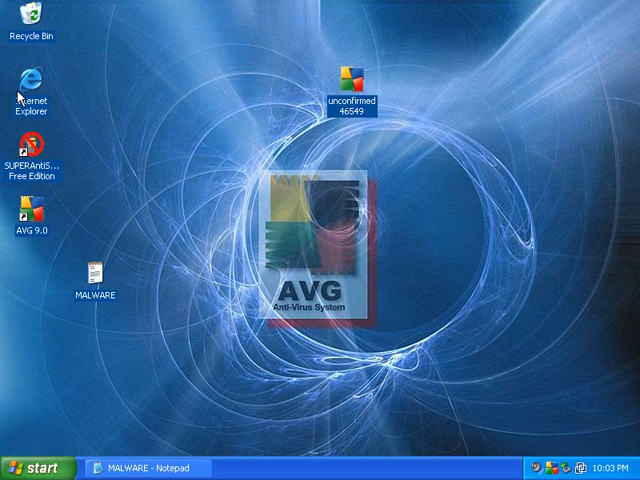 Recycle Bin
Internet
Explorer
SUPERAntiS...
Free Edition
AVG 9.0
MALWARE
unconfirmed
46549
AVG
Anti-Virus System
start
MALWARE - Notepad
10:03 PM